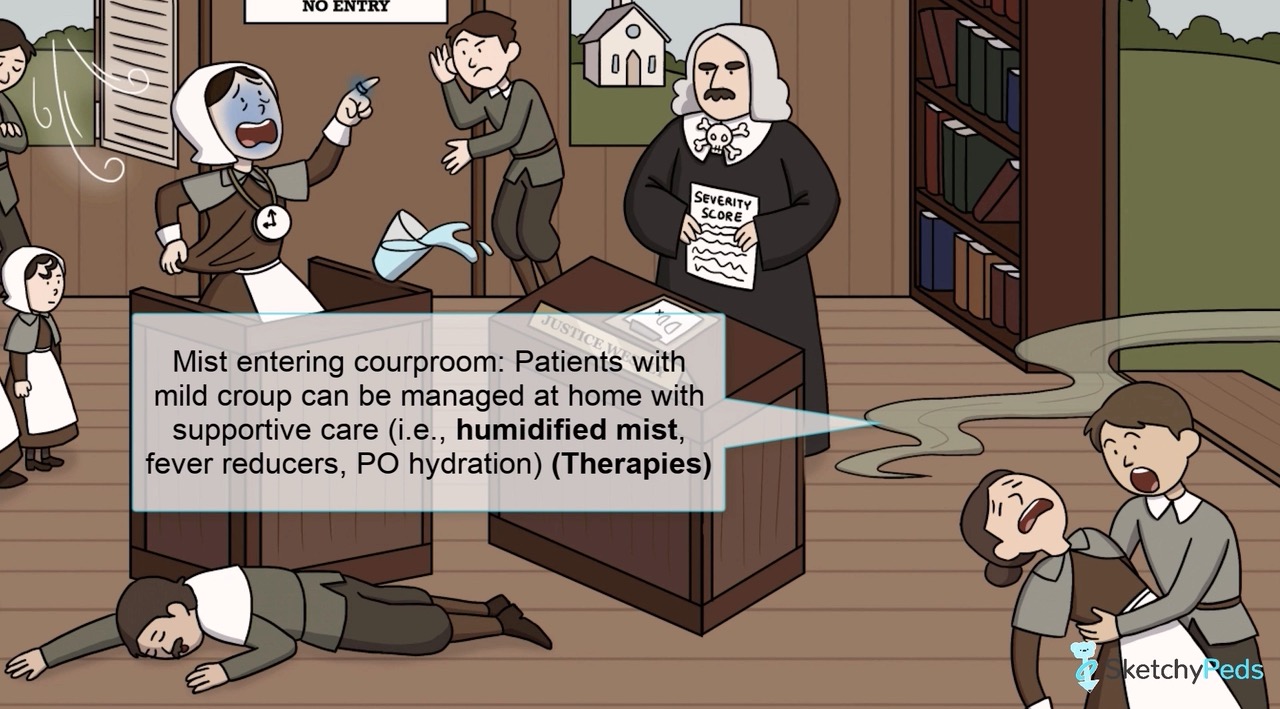 NO ENTRY
SEVERITY
SCORE
JUSTICE
Mist entering courproom: Patients with
mild croup can be managed at home with
supportive care (i.e., humidified mist,
fever reducers, PO hydration) (Therapies)
SketchyPeds